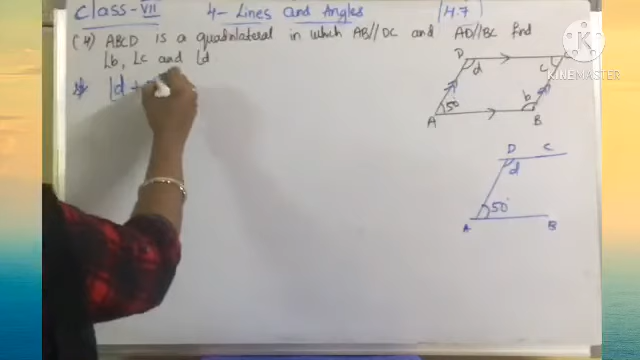 Class-VII 4-Lines and Angles 4.7
(4) ABCD is a quadrilateral in which AB//DC and AD//BC find
∠b, ∠c and ∠d
∠d +
D
d
c
50°
b
A
B
D C
d
50°
A B
KINEMASTER